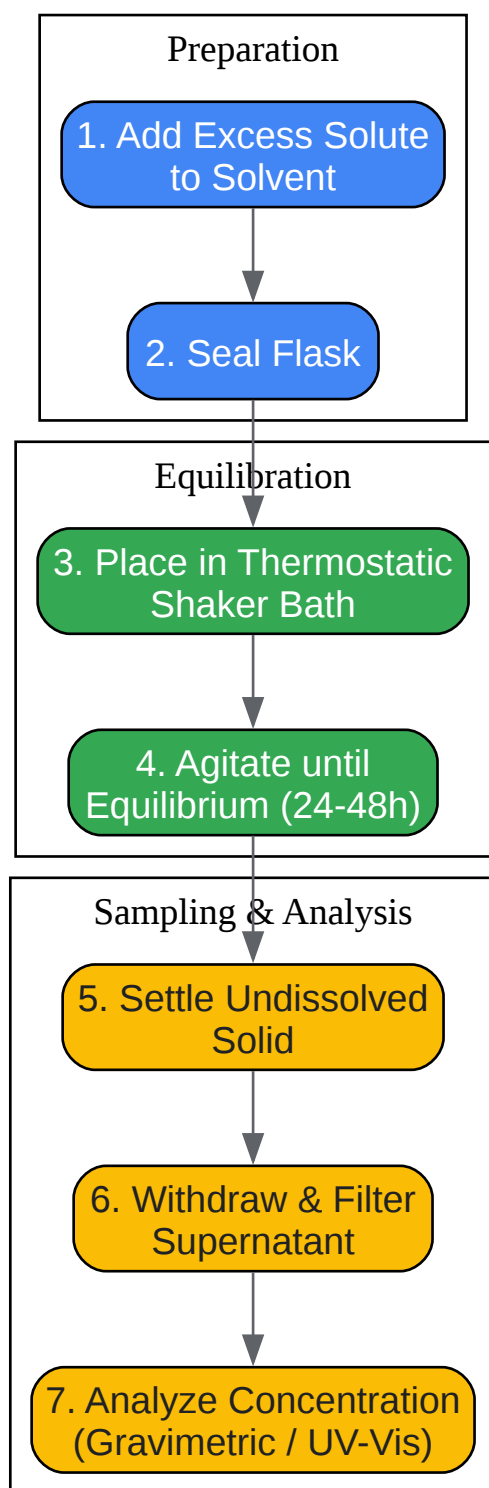 Preparation
1. Add Excess Solute
to Solvent
2. Seal Flask
Equilibration
3. Place in Thermostatic
Shaker Bath
4. Agitate until
Equilibrium (24-48h)
Sampling & Analysis
5. Settle Undissolved
Solid
6. Withdraw & Filter
Supernatant
7. Analyze Concentration
(Gravimetric / UV-Vis)